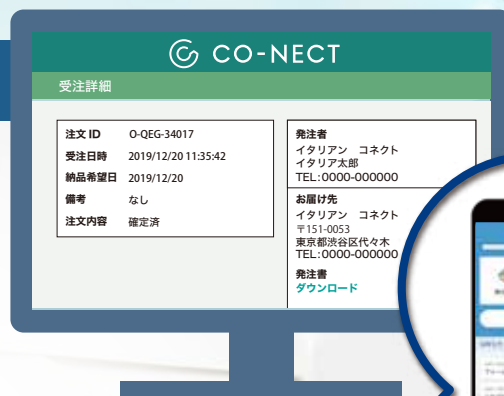 CO-NECT
受注詳細
注文 ID O-QEG-34017
受注日時 2019/12/20 11:35:42
納品希望日 2019/12/20
備考 なし
注文内容 確定済
発注者
イタリアン コネクト
イタリア太郎
TEL:0000-000000
お届け先
イタリアン コネクト
〒151-0053
東京都渋谷区代々木
TEL:0000-000000
発注書
ダウンロード